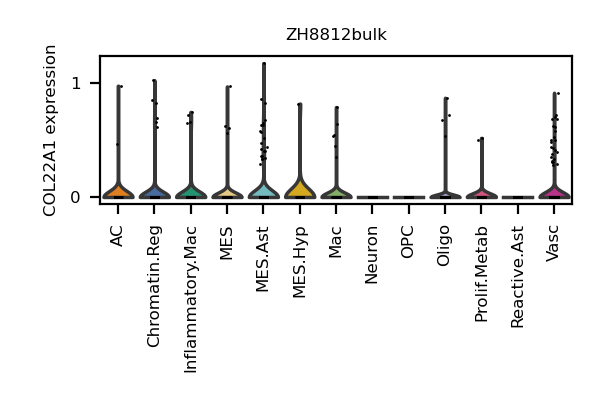 ZH8812bulk
COL22A1 expression
1
0
AC
Chromatin.Reg
Inflammatory.Mac
MES
MES.Ast
MES.Hyp
Mac
Neuron
OPC
Oligo
Prolif.Metab
Reactive.Ast
Vasc